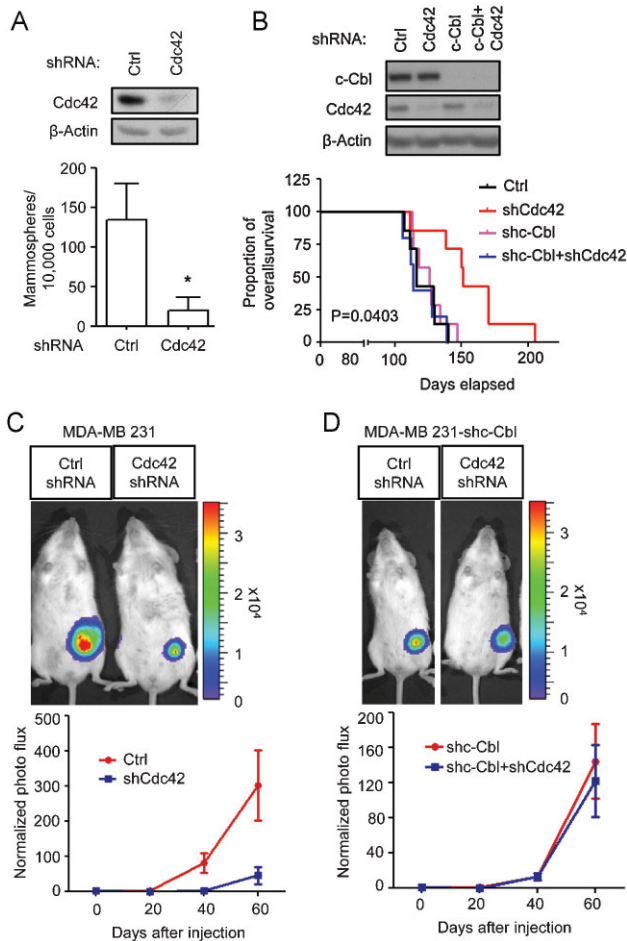 A
shRNA:
Ctrl
Cdc42
Cdc42
β-Actin
Mammospheres/
10,000 cells
200
150
100
50
0
*
shRNA
Ctrl
Cdc42
B
shRNA:
Ctrl
Cdc42
c-Cbl
c-Cbl+
Cdc42
c-Cbl
Cdc42
β-Actin
Proportion of
overallsurvival
125
100
75
50
25
0
Ctrl
shCdc42
shc-Cbl
shc-Cbl+shCdc42
P=0.0403
0
80
100
150
200
Days elapsed
C
MDA-MB 231
Ctrl
shRNA
Cdc42
shRNA
3
2
1
0
x10⁴
Normalized photo flux
500
400
300
200
100
0
Ctrl
shCdc42
0
20
40
60
Days after injection
D
MDA-MB 231-shc-Cbl
Ctrl
shRNA
Cdc42
shRNA
3
2
1
0
x10⁴
Normalized photo flux
200
160
120
80
40
0
shc-Cbl
shc-Cbl+shCdc42
0
20
40
60
Days after injection